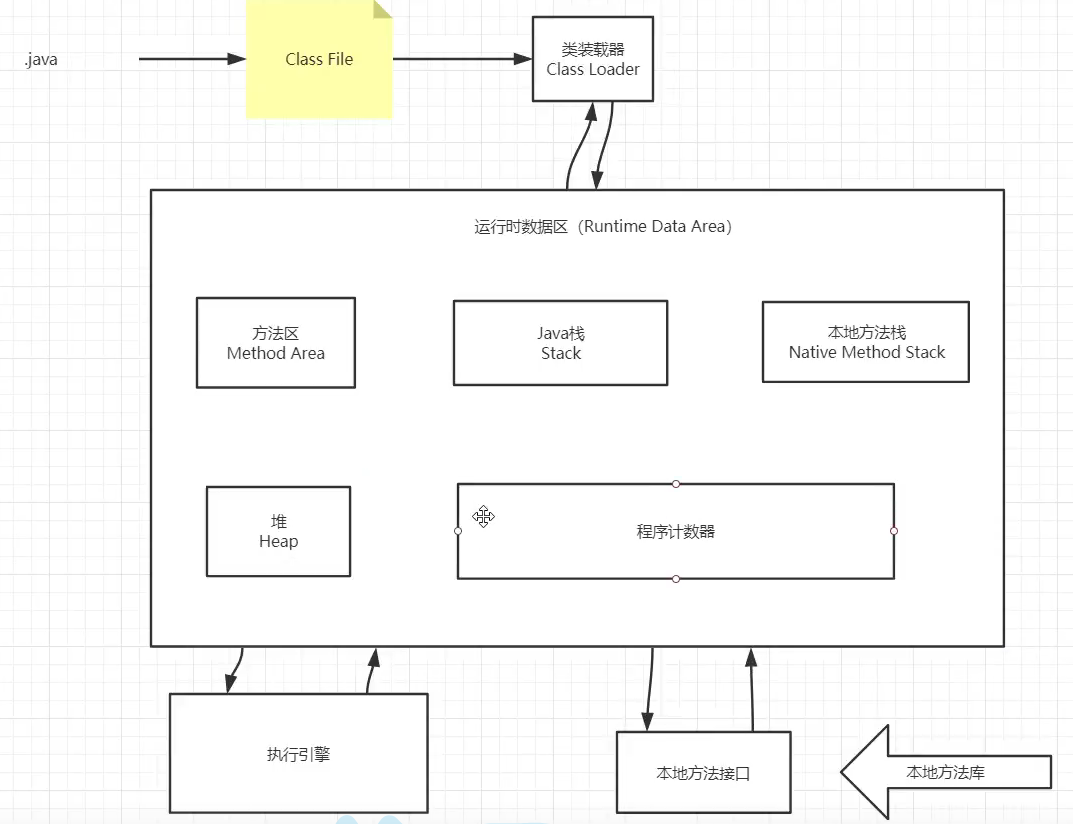 .java
Class File
类装载器
Class Loader
运行时数据区（Runtime Data Area）
方法区
Method Area
Java栈
Stack
本地方法栈
Native Method Stack
堆
Heap
程序计数器
执行引擎
本地方法接口
本地方法库